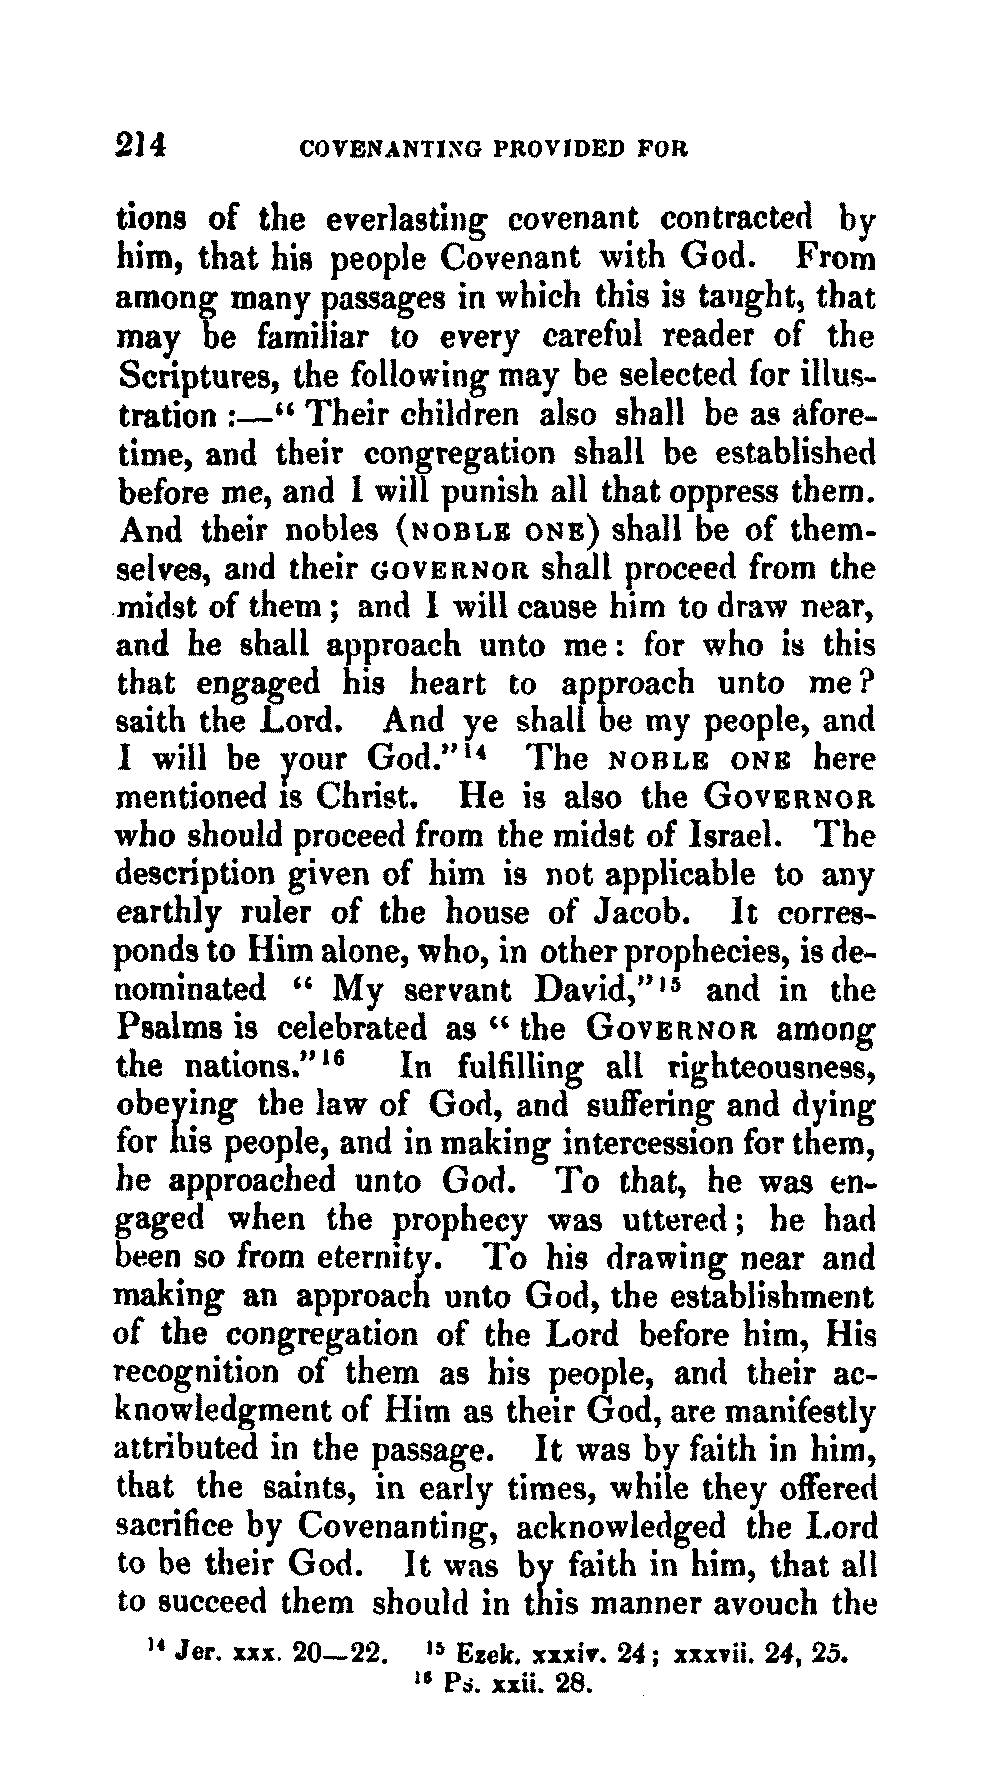 214 COVENANTING PROVIDED FOR
tions of the everlasting covenant contracted by
him, that his people Covenant with God. From
among many passages in which this is taught, that
may be familiar to every careful reader of the
Scriptures, the following may be selected for illus-
tration :—“ Their children also shall be as afore-
time, and their congregation shall be established
before me, and I will punish all that oppress them.
And their nobles (NOBLE ONE) shall be of them-
selves, and their GOVERNOR shall proceed from the
midst of them ; and I will cause him to draw near,
and he shall approach unto me : for who is this
that engaged his heart to approach unto me ?
saith the Lord. And ye shall be my people, and
I will be your God.”¹⁴ The NOBLE ONE here
mentioned is Christ. He is also the GOVERNOR
who should proceed from the midst of Israel. The
description given of him is not applicable to any
earthly ruler of the house of Jacob. It corres-
ponds to Him alone, who, in other prophecies, is de-
nominated “ My servant David,”¹⁵ and in the
Psalms is celebrated as “ the GOVERNOR among
the nations.”¹⁶ In fulfilling all righteousness,
obeying the law of God, and suffering and dying
for his people, and in making intercession for them,
he approached unto God. To that, he was en-
gaged when the prophecy was uttered ; he had
been so from eternity. To his drawing near and
making an approach unto God, the establishment
of the congregation of the Lord before him, His
recognition of them as his people, and their ac-
knowledgment of Him as their God, are manifestly
attributed in the passage. It was by faith in him,
that the saints, in early times, while they offered
sacrifice by Covenanting, acknowledged the Lord
to be their God. It was by faith in him, that all
to succeed them should in this manner avouch the
¹⁴ Jer. xxx. 20—22. ¹⁵ Ezek. xxxiv. 24 ; xxxvii. 24, 25.
¹⁶ Ps. xxii. 28.